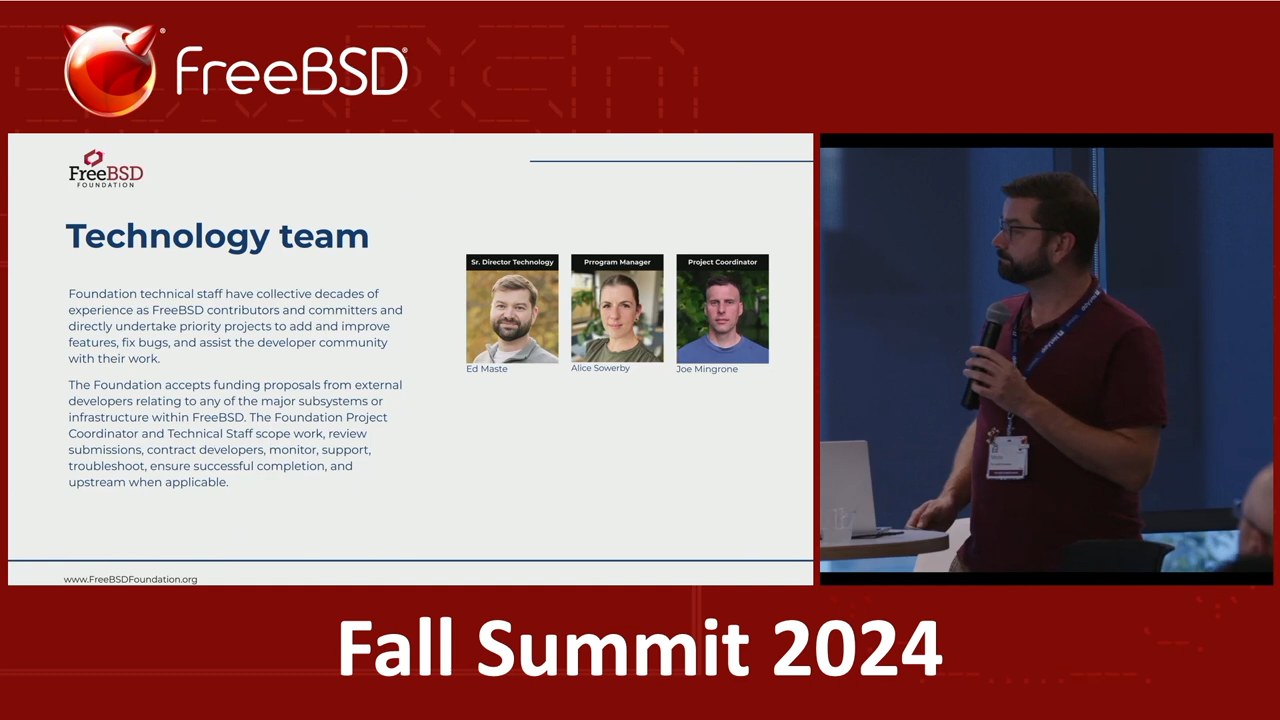 FreeBSD®
FreeBSD
FOUNDATION
Technology team
Foundation technical staff have collective decades of
experience as FreeBSD contributors and committers and
directly undertake priority projects to add and improve
features, fix bugs, and assist the developer community
with their work.
The Foundation accepts funding proposals from external
developers relating to any of the major subsystems or
infrastructure within FreeBSD. The Foundation Project
Coordinator and Technical Staff scope work, review
submissions, contract developers, monitor, support,
troubleshoot, ensure successful completion, and
upstream when applicable.
Sr. Director Technology
Ed Maste
Prrogram Manager
Alice Sowerby
Project Coordinator
Joe Mingrone
www.FreeBSDFoundation.org
Fall Summit 2024